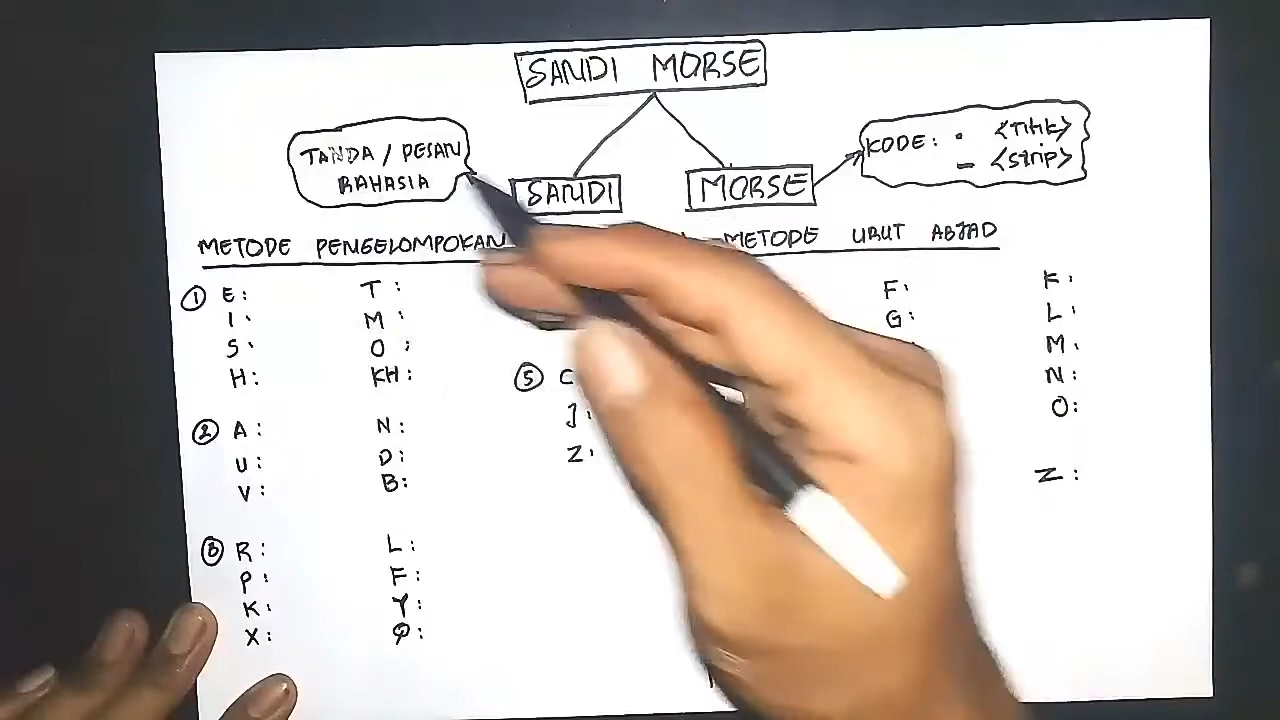 SANDI MORSE
TANDA / PESAN
RAHASIA
SANDI
MORSE
KODE: • <Titik>
– <strip>
METODE PENGELOMPOKAN
METODE URUT ABJAD
① E: T:
I: M:
S: O:
H: KH:
② A: N:
U: D:
V: B:
③ R: L:
P: F:
K: Y:
X: Q:
⑤ C
J:
Z:
F:
G:
K:
L:
M:
N:
O:
Z: